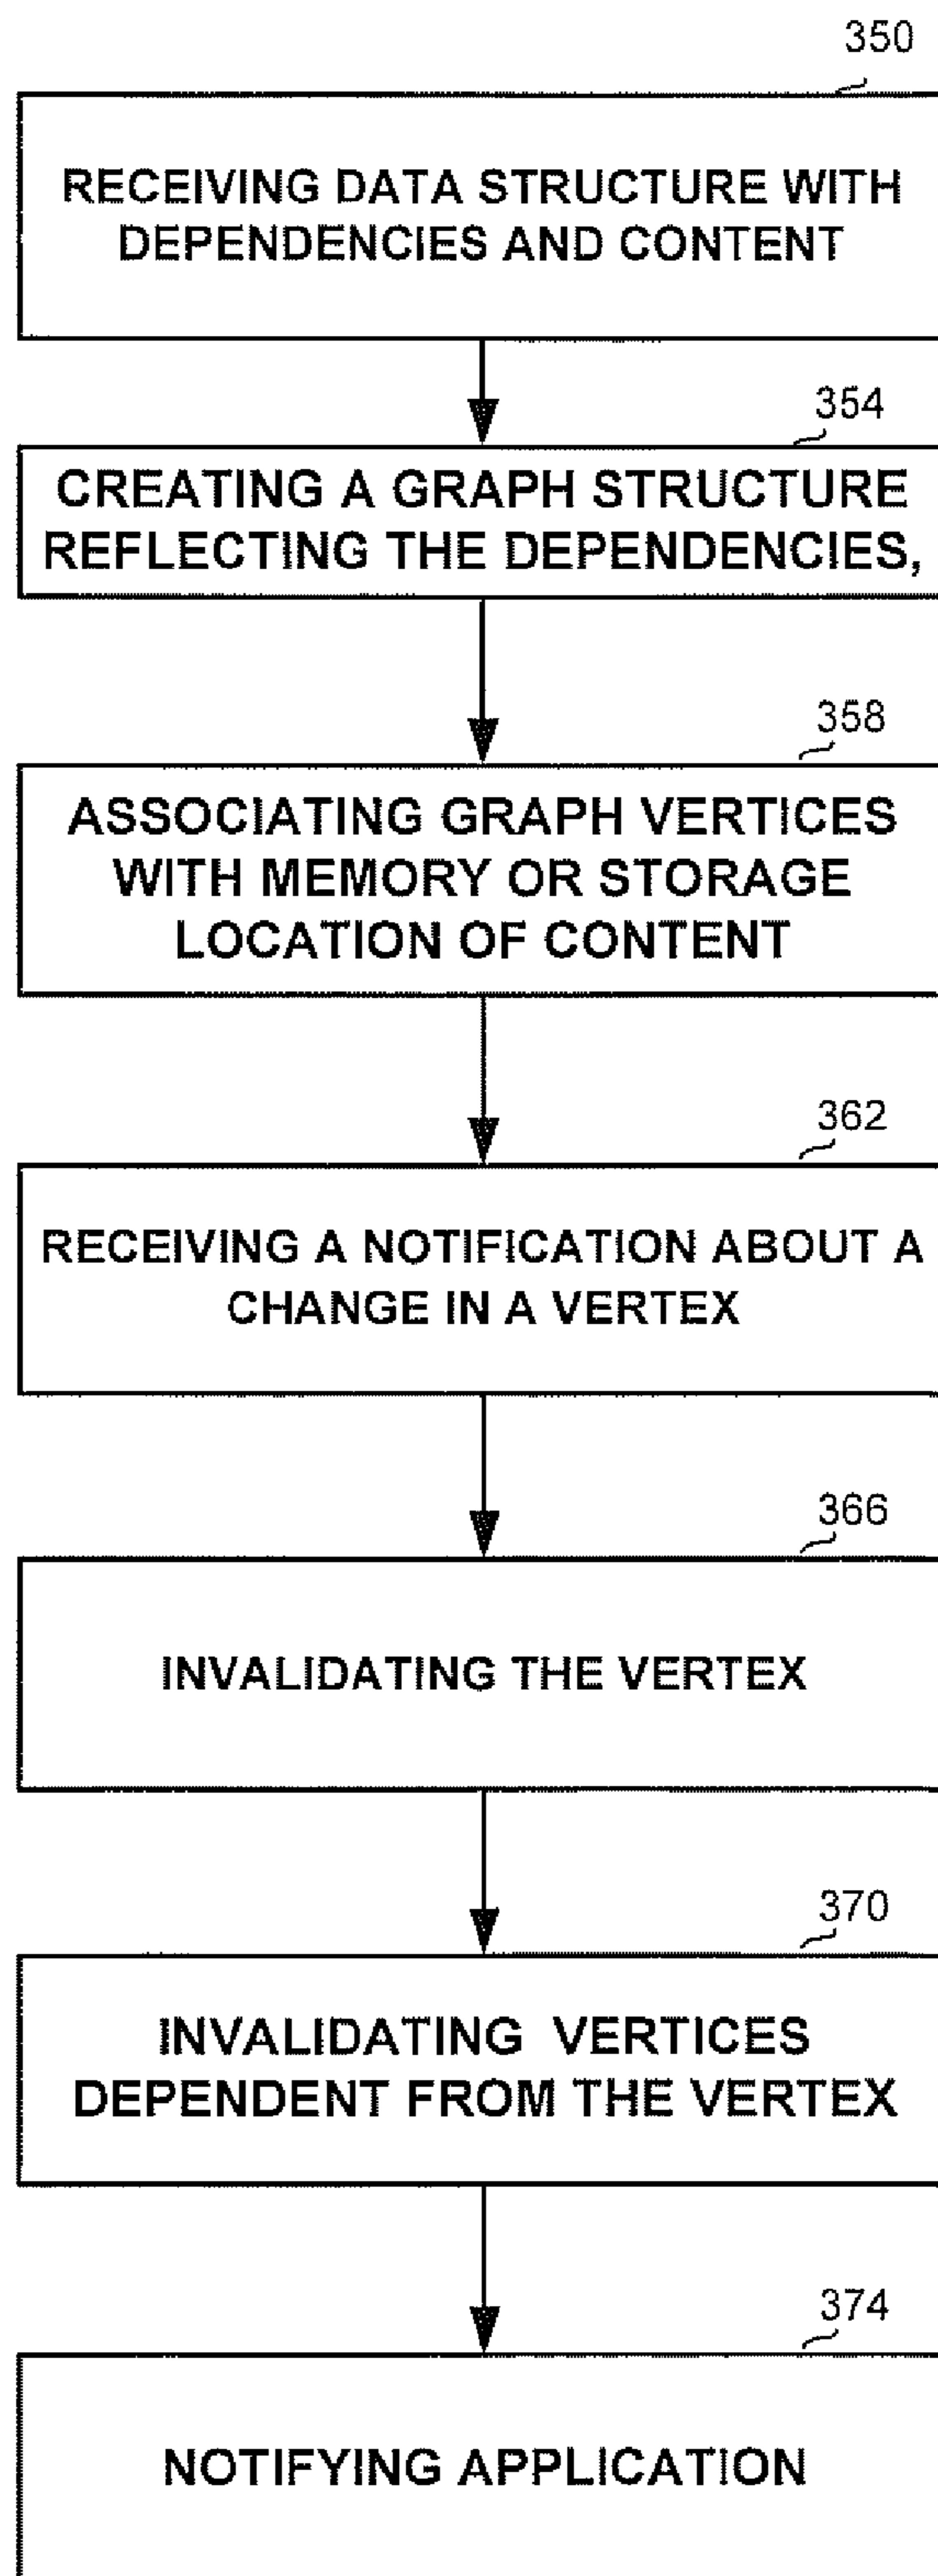 350
RECEIVING DATA STRUCTURE WITH
DEPENDENCIES AND CONTENT
354
CREATING A GRAPH STRUCTURE
REFLECTING THE DEPENDENCIES,
358
ASSOCIATING GRAPH VERTICES
WITH MEMORY OR STORAGE
LOCATION OF CONTENT
362
RECEIVING A NOTIFICATION ABOUT A
CHANGE IN A VERTEX
366
INVALIDATING THE VERTEX
370
INVALIDATING VERTICES
DEPENDENT FROM THE VERTEX
374
NOTIFYING APPLICATION